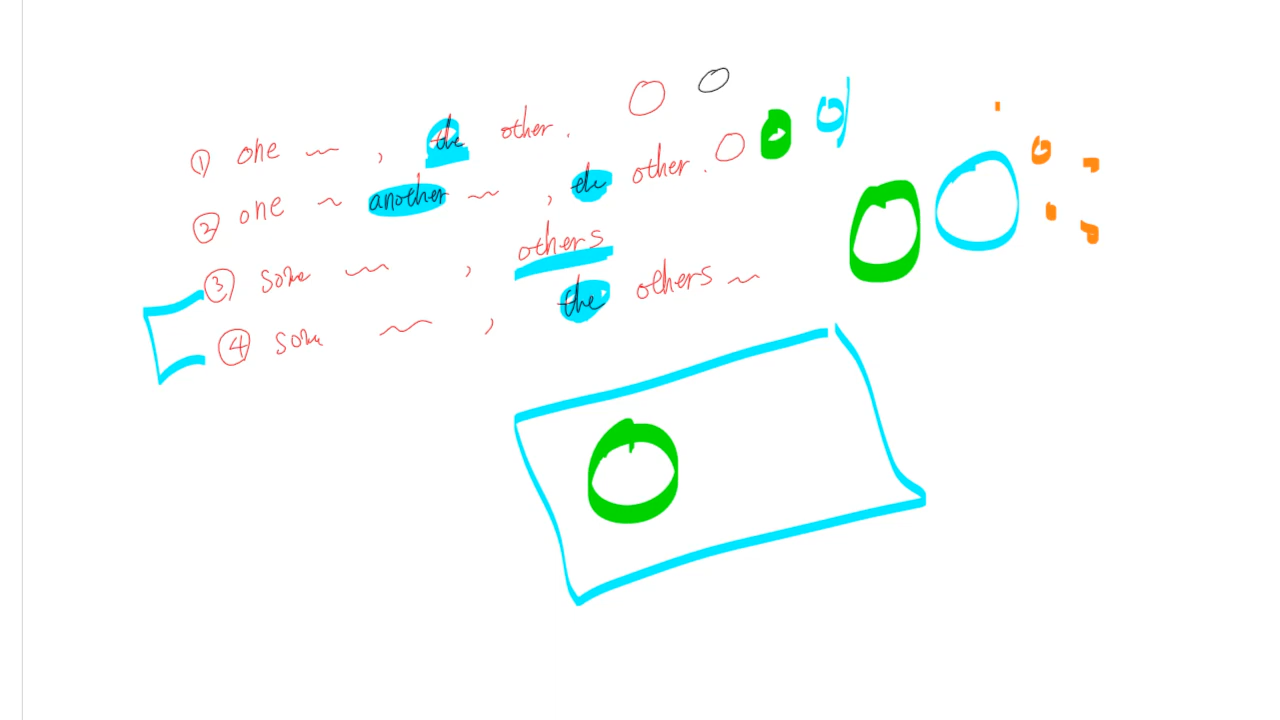 ① one ~ , the other.
② one ~ another ~ , the other.
③ some ~ , others
④ some ~ , the others ~